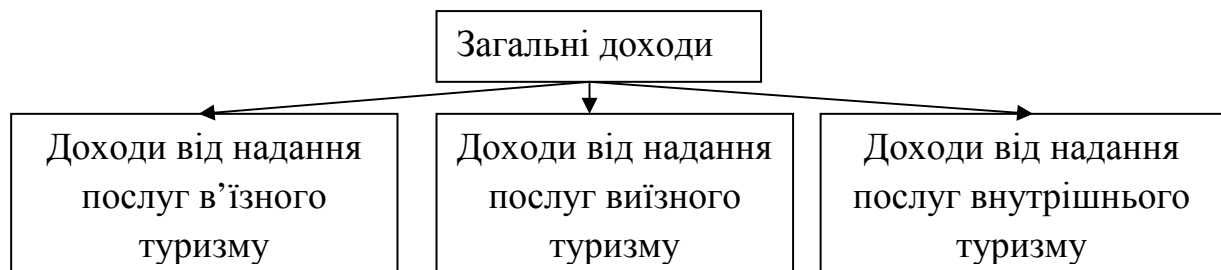 Загальні доходи
Доходи від надання
послуг в’їзного
туризму
Доходи від надання
послуг виїзного
туризму
Доходи від надання
послуг внутрішнього
туризму